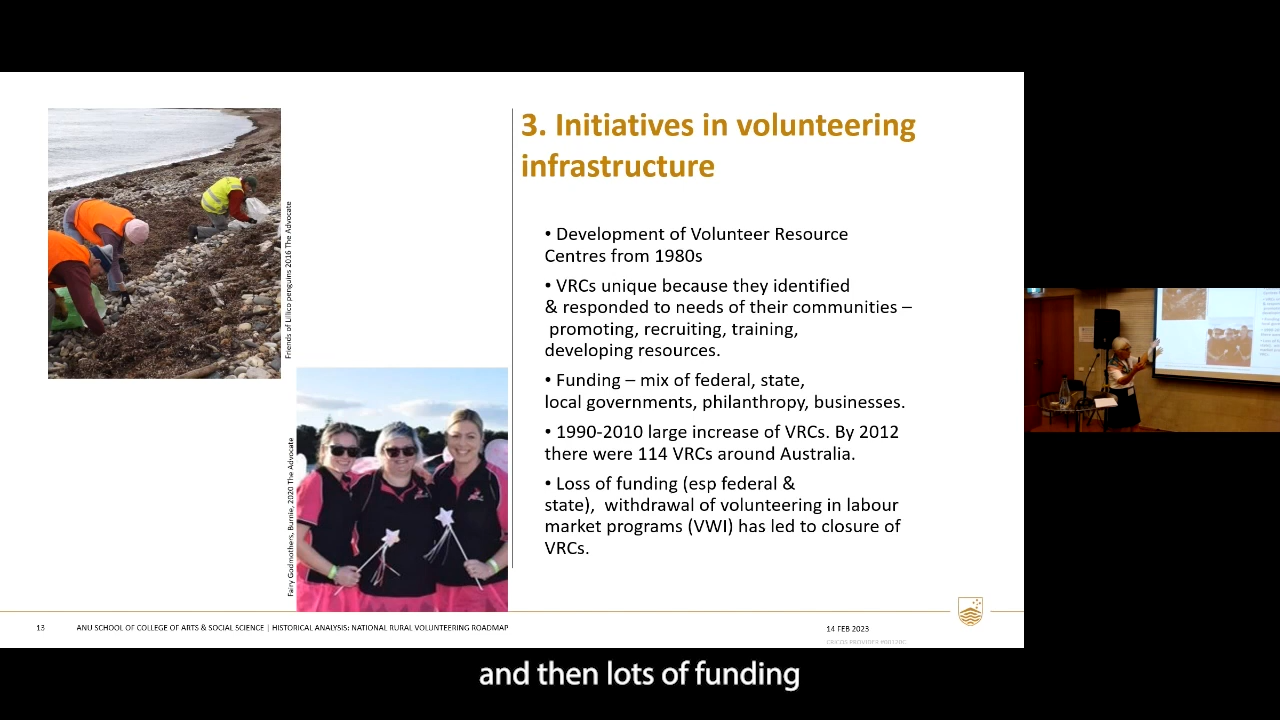 3. Initiatives in volunteering
infrastructure
• Development of Volunteer Resource
Centres from 1980s
• VRCs unique because they identified
& responded to needs of their communities –
promoting, recruiting, training,
developing resources.
• Funding – mix of federal, state,
local governments, philanthropy, businesses.
• 1990-2010 large increase of VRCs. By 2012
there were 114 VRCs around Australia.
• Loss of funding (esp federal &
state), withdrawal of volunteering in labour
market programs (VWI) has led to closure of
VRCs.
Friends of Lillico penguins 2016 The Advocate
Fairy Godmothers, Burnie, 2020 The Advocate
13
ANU SCHOOL OF COLLEGE OF ARTS & SOCIAL SCIENCE | HISTORICAL ANALYSIS: NATIONAL RURAL VOLUNTEERING ROADMAP
14 FEB 2023
CRICOS PROVIDER #00120C
and then lots of funding